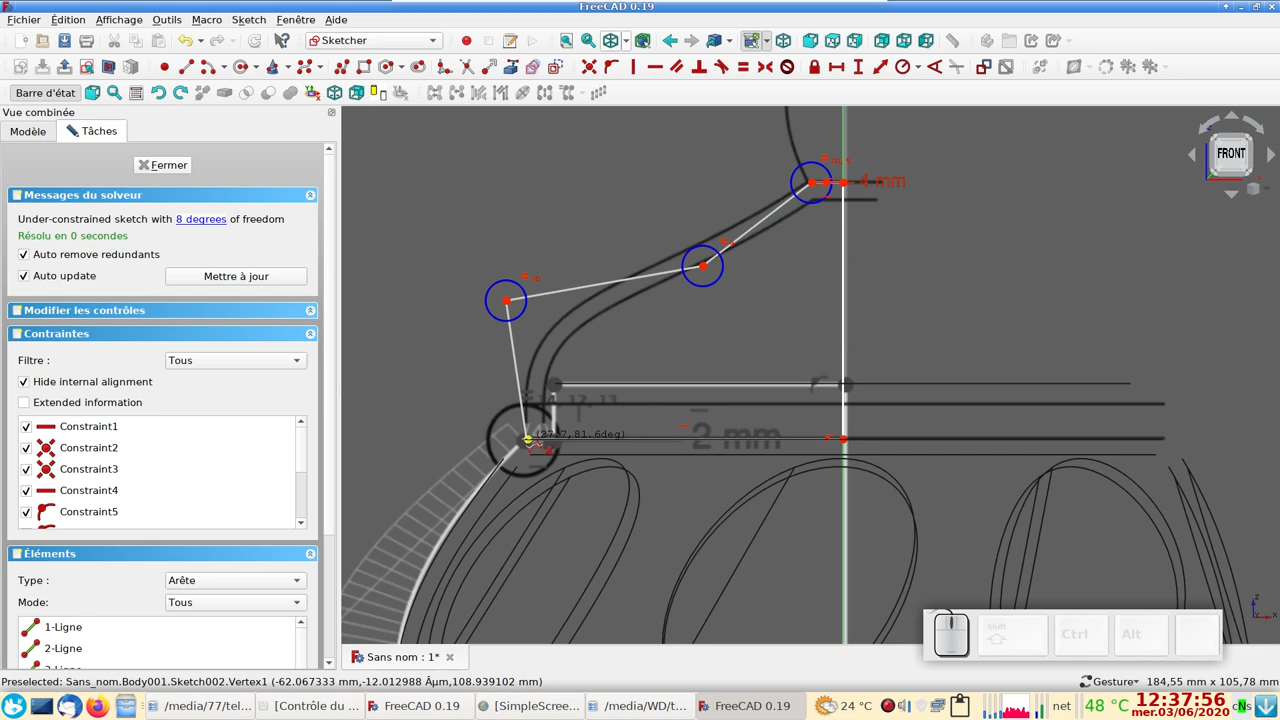 FreeCAD 0.19
Fichier Édition Affichage Outils Macro Sketch Fenêtre Aide
Sketcher
Barre d'état
Vue combinée
Modèle Tâches
Fermer
Messages du solveur
Under-constrained sketch with 8 degrees of freedom
Résolu en 0 secondes
Auto remove redundants
Auto update Mettre à jour
Modifier les contrôles
Contraintes
Filtre : Tous
Hide internal alignment
Extended information
Constraint1
Constraint2
Constraint3
Constraint4
Constraint5
Éléments
Type : Arête
Mode: Tous
1-Ligne
2-Ligne
FRONT
4 mm
2 mm
Shift Ctrl Alt
Sans nom : 1*
Preselected: Sans_nom.Body001.Sketch002.Vertex1 (-62.067333 mm,-12.012988 Âµm,108.939102 mm)
Gesture 184,55 mm x 105,78 mm
/media/77/tel...
[Contrôle du ...
FreeCAD 0.19
[SimpleScree...
/media/WD/t...
FreeCAD 0.19
24 °C
net
48 °C
12:37:56
mer.03/06/2020